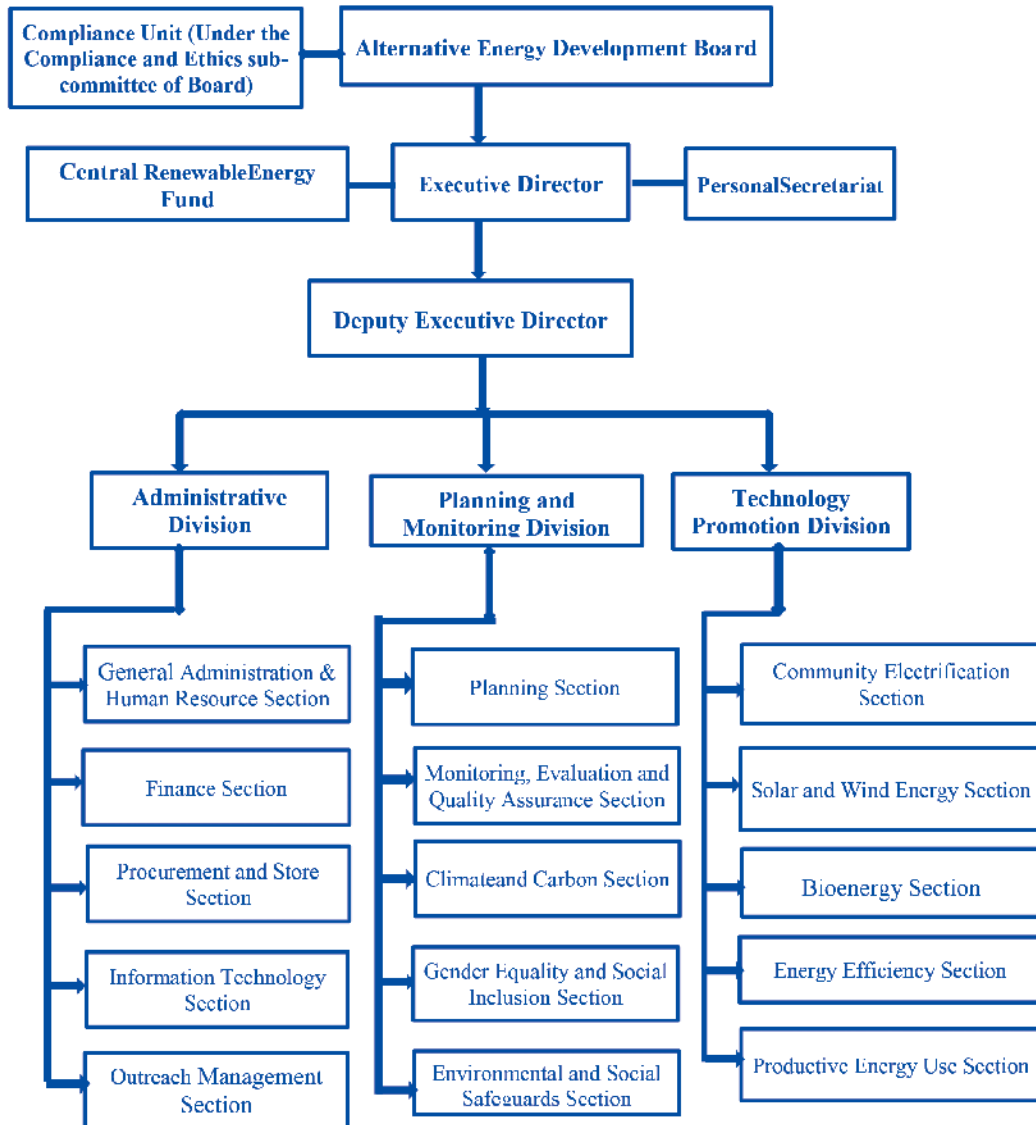 Compliance Unit (Under the
Compliance and Ethics sub-
committee of Board)
Alternative Energy Development Board
Central RenewableEnergy
Fund
Executive Director
PersonalSecretariat
Deputy Executive Director
Administrative
Division
Planning and
Monitoring Division
Technology
Promotion Division
General Administration &
Human Resource Section
Finance Section
Procurement and Store
Section
Information Technology
Section
Outreach Management
Section
Planning Section
Monitoring, Evaluation and
Quality Assurance Section
Climateand Carbon Section
Gender Equality and Social
Inclusion Section
Environmental and Social
Safeguards Section
Community Electrification
Section
Solar and Wind Energy Section
Bioenergy Section
Energy Efficiency Section
Productive Energy Use Section